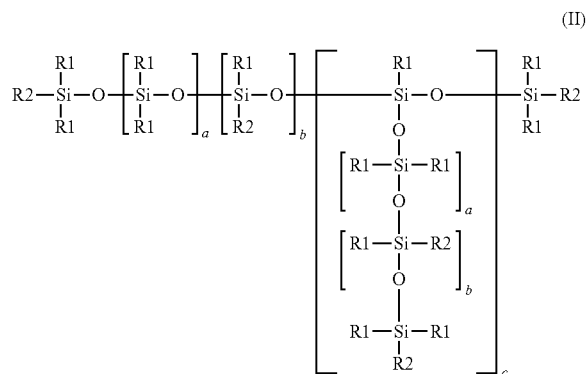 (II)
R1 R1 R1 R1 R1
R2 Si O Si O Si O Si O Si R2
R1 R1 a R2 b O R1
R1 Si R1
O a
R1 Si R2
O b
R1 Si R1
R2 c